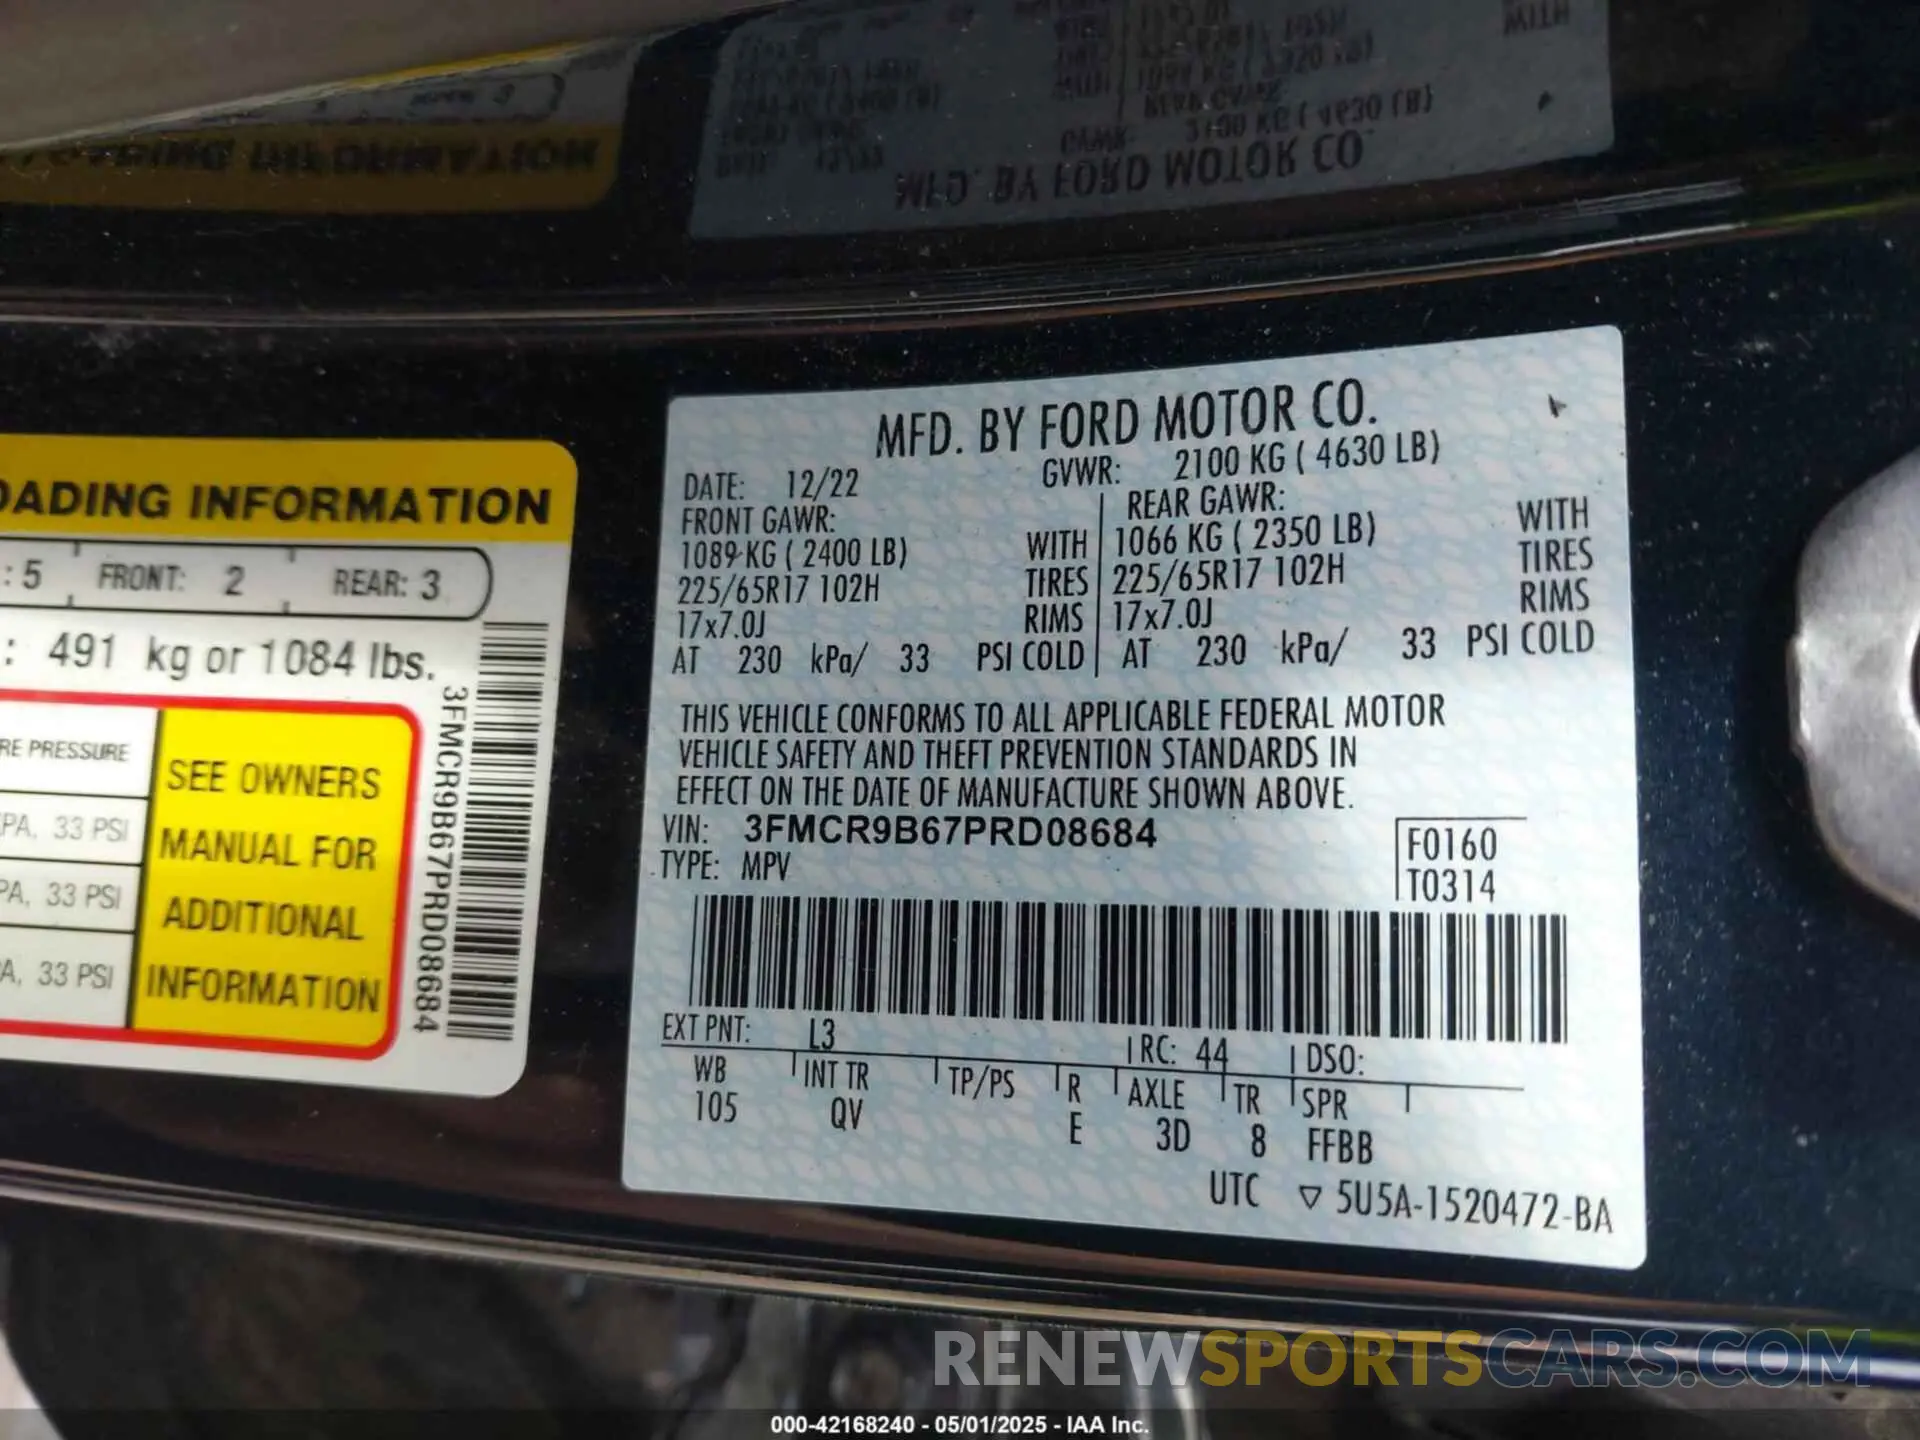 MFD. BY FORD MOTOR CO.
DATE: 12/22 GVWR: 2100 KG ( 4630 LB)
FRONT GAWR: REAR GAWR:
1089 KG ( 2400 LB) WITH 1066 KG ( 2350 LB) WITH
225/65R17 102H TIRES 225/65R17 102H TIRES
17x7.0J RIMS 17x7.0J RIMS
AT 230 kPa/ 33 PSI COLD AT 230 kPa/ 33 PSI COLD
THIS VEHICLE CONFORMS TO ALL APPLICABLE FEDERAL MOTOR
VEHICLE SAFETY AND THEFT PREVENTION STANDARDS IN
EFFECT ON THE DATE OF MANUFACTURE SHOWN ABOVE.
VIN: 3FMCR9B67PRD08684
TYPE: MPV
F0160
T0314
EXT PNT: L3 RC: 44 DSO:
WB INT TR TP/PS R AXLE TR SPR
105 QV E 3D 8 FFBB
UTC ▽ 5U5A-1520472-BA
OADING INFORMATION
: 5 FRONT: 2 REAR: 3
: 491 kg or 1084 lbs.
RE PRESSURE
PA, 33 PSI
PA, 33 PSI
A, 33 PSI
SEE OWNERS
MANUAL FOR
ADDITIONAL
INFORMATION
3FMCR9B67PRD08684
RENEWSPORTSCARS.COM
000-42168240 - 05/01/2025 - IAA Inc.